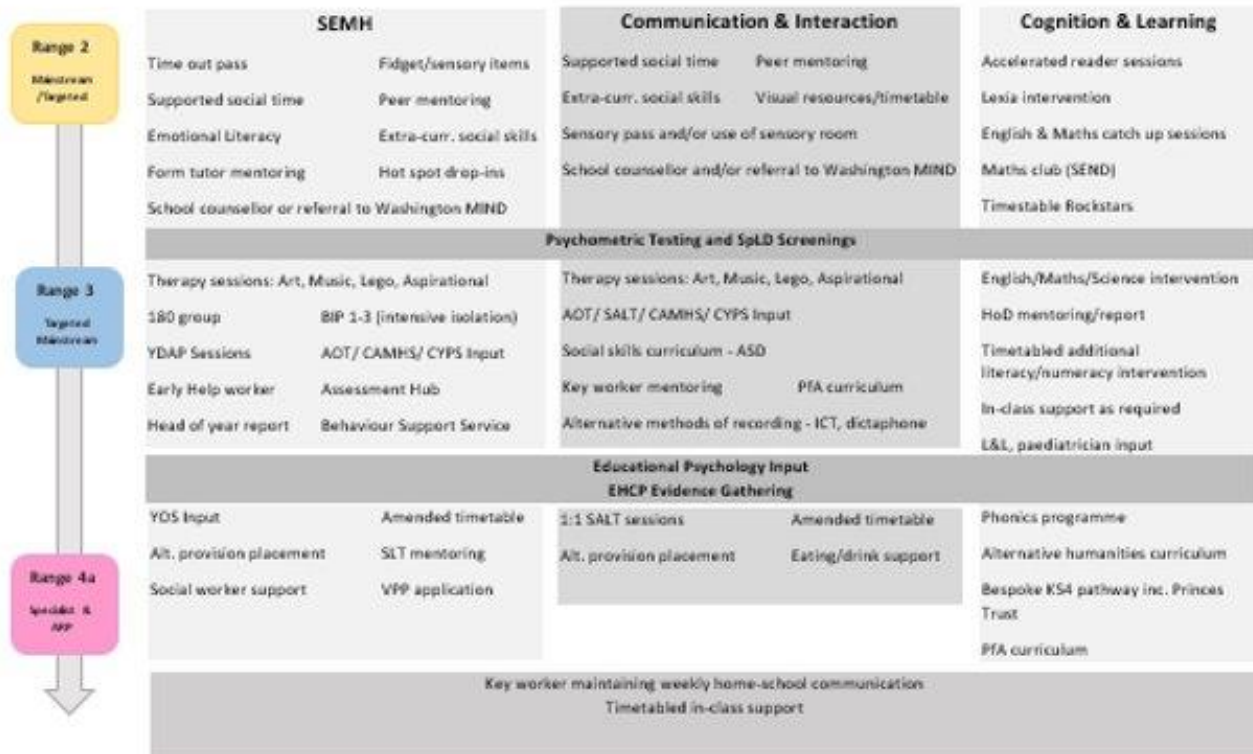 SEMH
Communication & Interaction
Cognition & Learning
Range 2
Mainstream
/Targeted
Time out pass
Fidget/sensory items
Supported social time
Peer mentoring
Emotional Literacy
Extra-curr. social skills
Form tutor mentoring
Hot spot drop-ins
School counsellor or referral to Washington MIND
Supported social time
Peer mentoring
Extra-curr. social skills
Visual resources/timetable
Sensory pass and/or use of sensory room
School counsellor and/or referral to Washington MIND
Accelerated reader sessions
Lexia intervention
English & Maths catch up sessions
Maths club (SEND)
Timestable Rockstars
Psychometric Testing and SpLD Screenings
Range 3
Targeted
Mainstream
Therapy sessions: Art, Music, Lego, Aspirational
180 group
BIP 1-3 (intensive isolation)
YDAP Sessions
AOT/ CAMHS/ CYPS Input
Early Help worker
Assessment Hub
Head of year report
Behaviour Support Service
Therapy sessions: Art, Music, Lego, Aspirational
AOT/ SALT/ CAMHS/ CYPS Input
Social skills curriculum - ASD
Key worker mentoring
PfA curriculum
Alternative methods of recording - ICT, dictaphone
English/Maths/Science intervention
HoD mentoring/report
Timetabled additional
literacy/numeracy intervention
In-class support as required
L&L, paediatrician input
Educational Psychology Input
EHCP Evidence Gathering
Range 4a
Specialist &
ARP
YOS Input
Amended timetable
Alt. provision placement
SLT mentoring
Social worker support
VPP application
1:1 SALT sessions
Amended timetable
Alt. provision placement
Eating/drink support
Phonics programme
Alternative humanities curriculum
Bespoke KS4 pathway inc. Princes
Trust
PfA curriculum
Key worker maintaining weekly home-school communication
Timetabled in-class support